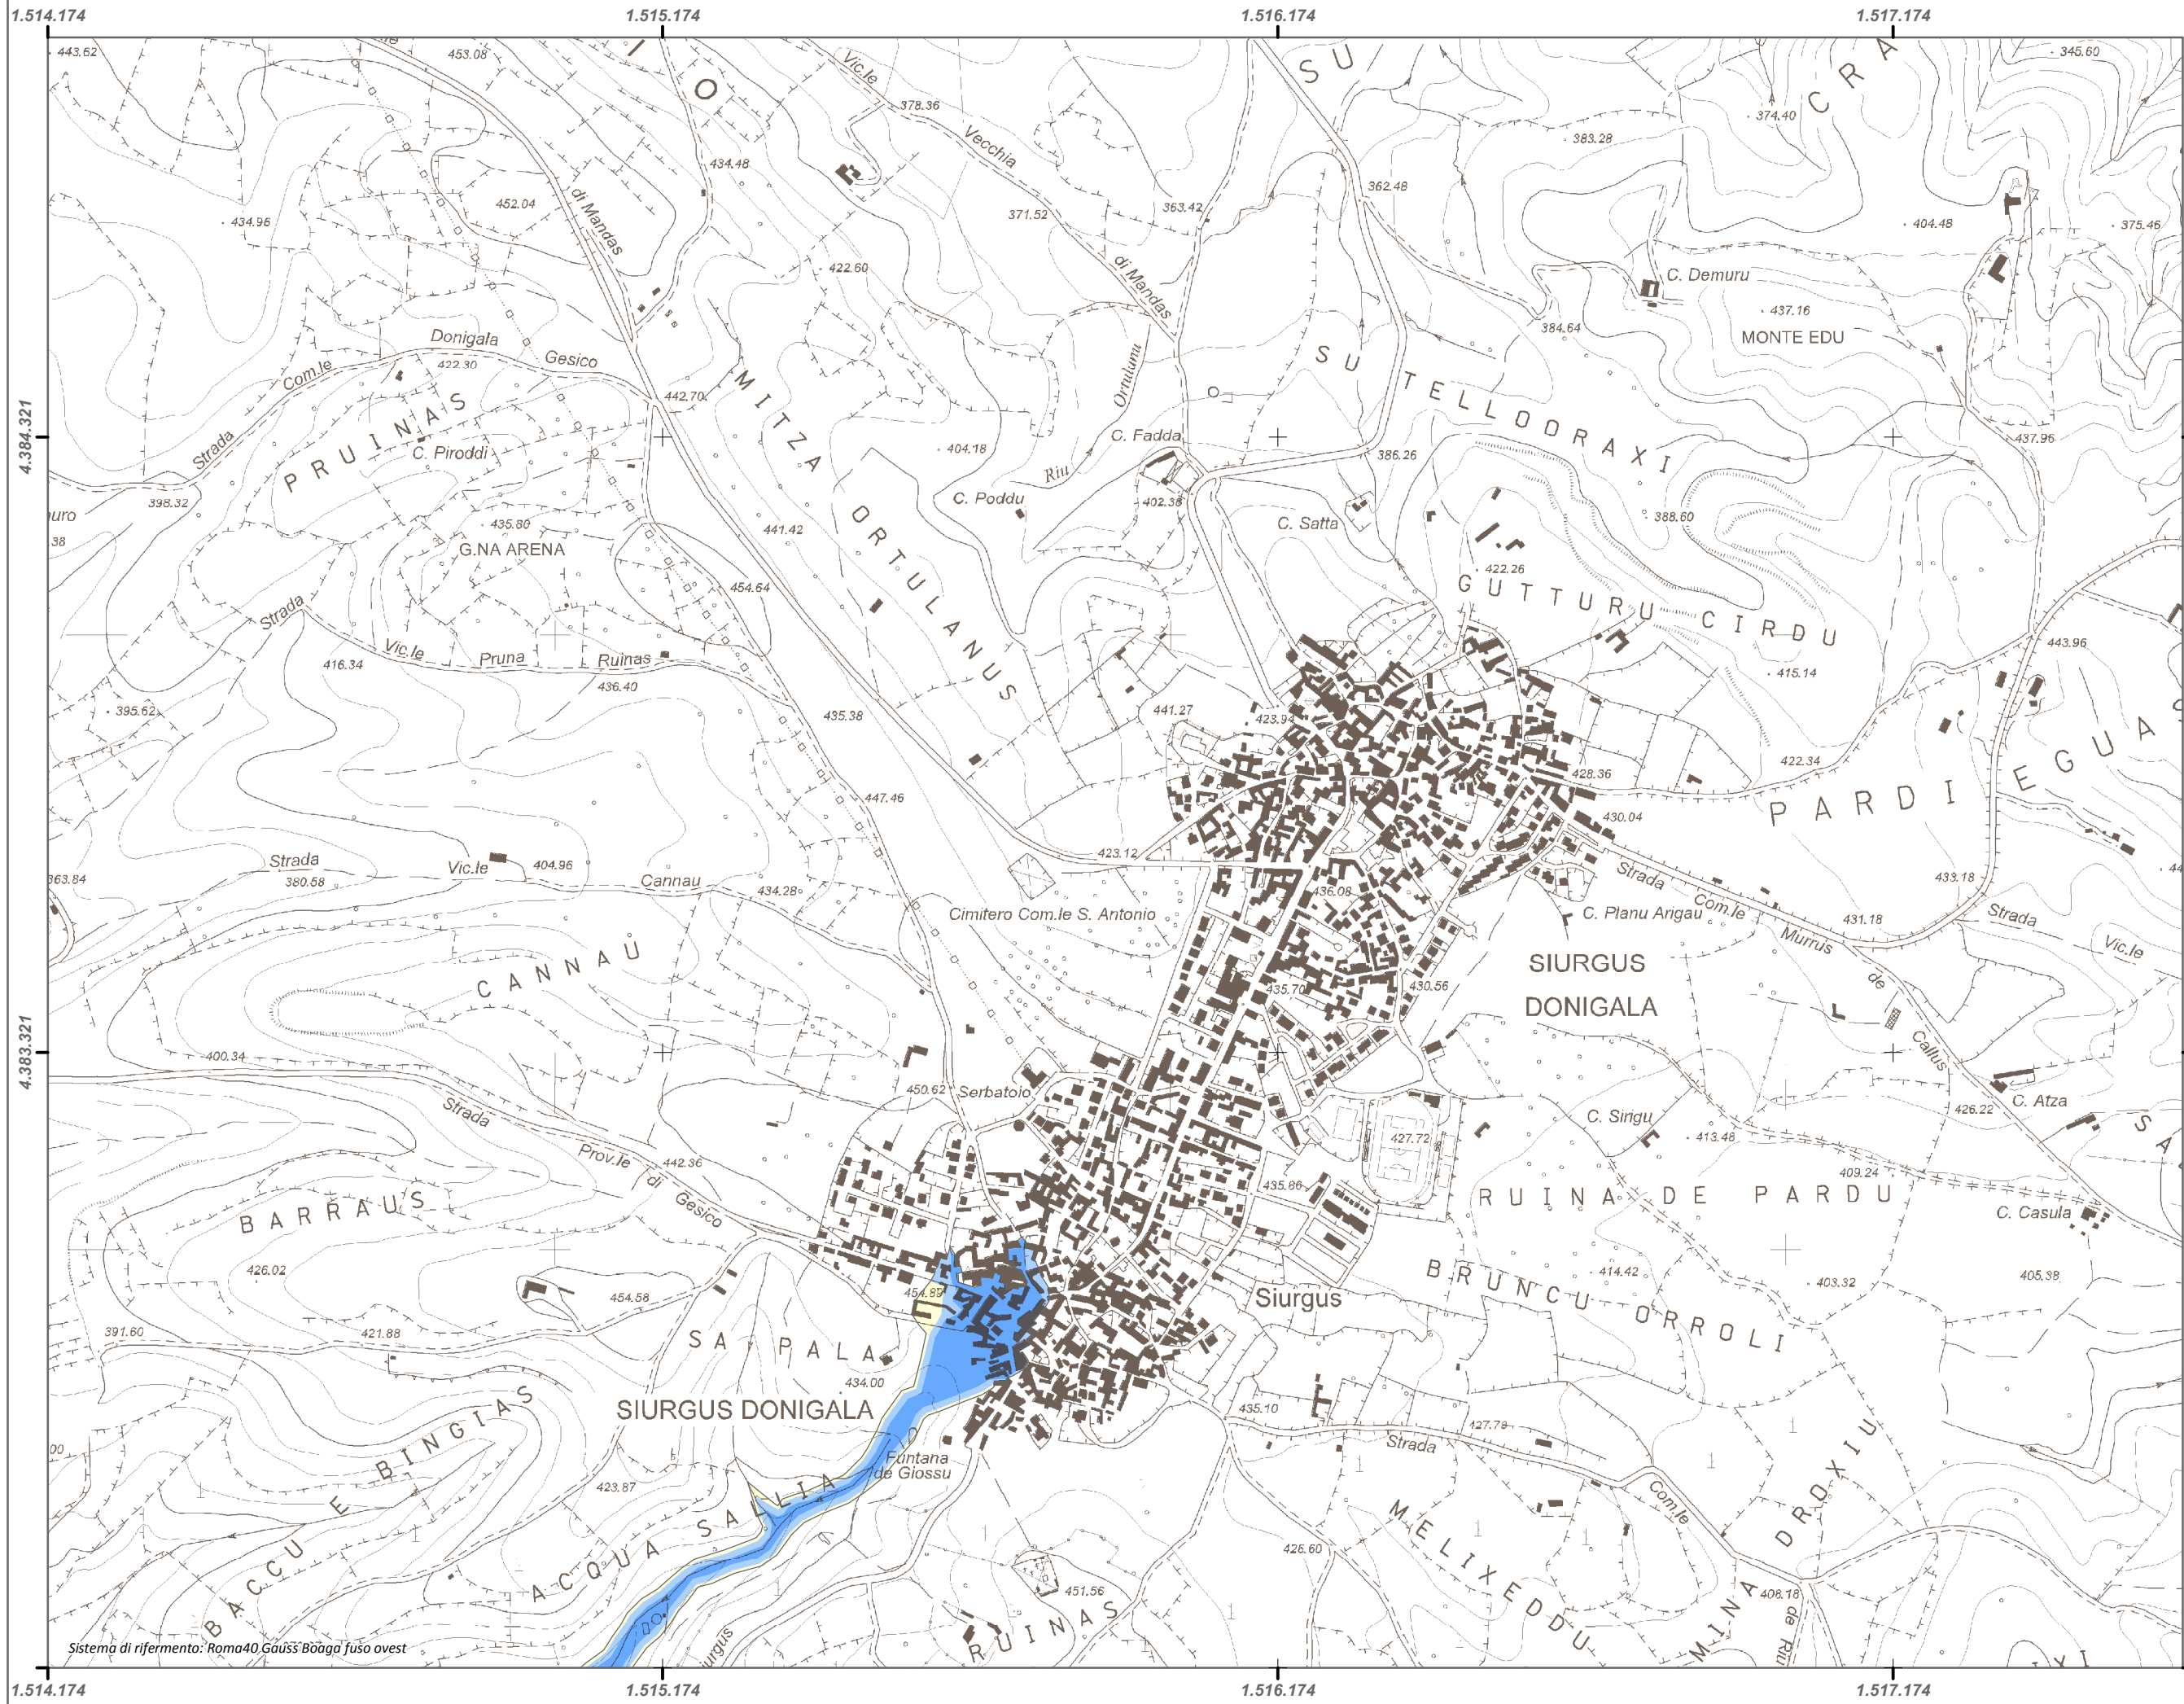 1.514.174
1.515.174
1.516.174
1.517.174
443.62
453.08
I
O
Vic.le
378.36
SU
CRA
345.60
374.40
383.28
Vecchia
434.48
434.96
452.04
di Mandas
371.52
363.42
362.48
404.48
375.46
422.60
di Mandas
C. Demuru
437.16
384.64
MONTE EDU
Donigala
Gesico
Com.le
422.30
Strada
442.70
MITZA ORTULANUS
Ortulunu
SU TELLOORAXI
4.384.321
PRUINAS
C. Piroddi
404.18
C. Fadda
Riu
386.26
437.96
398.32
C. Poddu
402.38
C. Satta
388.60
uro
38
435.80
G.NA ARENA
441.42
422.26
GUTTURU CIRDU
454.64
Strada
Vic.le
Pruna
Ruinas
416.34
436.40
443.96
415.14
395.62
435.38
441.27
423.94
422.34
428.36
PARDI EGUAS
447.46
430.04
423.12
Strada
Vic.le
404.96
Cannau
363.84
380.58
434.28
436.08
Strada
Com.le
433.18
Cimitero Com.le S. Antonio
C. Planu Arigau
431.18
Strada
Murrus
Vic.le
CANNAU
SIURGUS
DONIGALA
de
435.70
430.56
4.383.321
400.34
Callus
450.62
Serbatoio
Strada
C. Atza
426.22
C. Sirigu
413.48
SA
427.72
Prov.le
442.36
di
Gesico
409.24
435.86
RUINA DE PARDU
BARRAUS
C. Casula
426.02
454.58
454.89
Siurgus
BRUNCU ORROLI
414.42
403.32
405.38
391.60
421.88
SA PALA
434.00
SIURGUS DONIGALA
435.10
427.79
Strada
00
BACCU E BINGIAS
Funtana
de Giossu
423.87
ACQUA SALLIA
Com.le
MELIXEDDU
MINA DROXIU
426.60
451.56
408.18
RUINAS
de Riu
iurgus
Sistema di rifermento: Roma40 Gauss Boaga fuso ovest
1.514.174
1.515.174
1.516.174
1.517.174